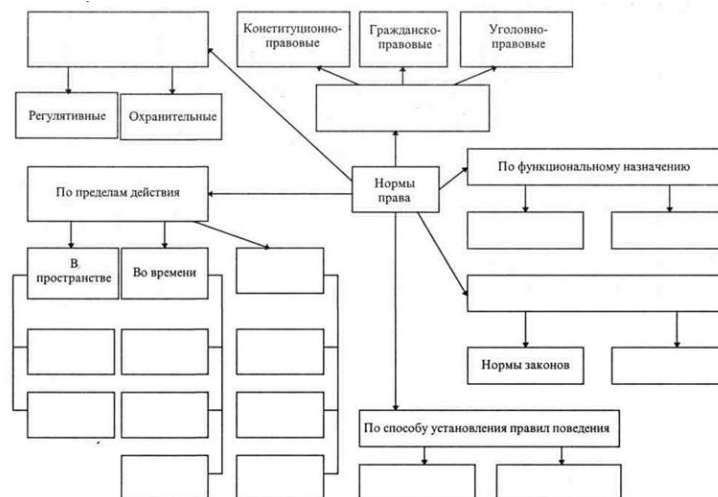 Конституционно-
правовые
Гражданско-
правовые
Уголовно-
правовые
Регулятивные
Охранительные
Нормы
права
По функциональному назначению
По пределам действия
В
пространстве
Во времени
Нормы законов
По способу установления правил поведения